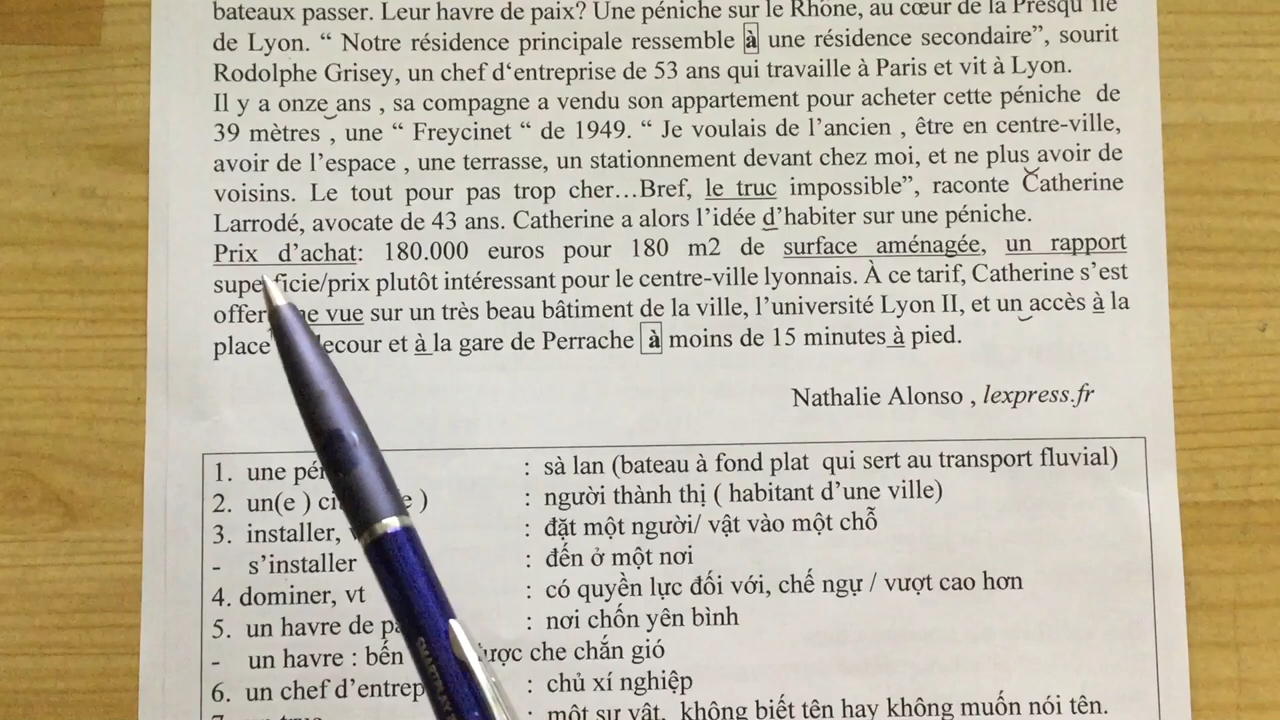 bateaux passer. Leur havre de paix? Une péniche sur le Rhône, au cœur de la Presqu'île
de Lyon. “ Notre résidence principale ressemble à une résidence secondaire”, sourit
Rodolphe Grisey, un chef d‘entreprise de 53 ans qui travaille à Paris et vit à Lyon.
Il y a onze ans , sa compagne a vendu son appartement pour acheter cette péniche de
39 mètres , une “ Freycinet “ de 1949. “ Je voulais de l’ancien , être en centre-ville,
avoir de l’espace , une terrasse, un stationnement devant chez moi, et ne plus avoir de
voisins. Le tout pour pas trop cher…Bref, le truc impossible”, raconte Catherine
Larrodé, avocate de 43 ans. Catherine a alors l’idée d’habiter sur une péniche.
Prix d’achat: 180.000 euros pour 180 m2 de surface aménagée, un rapport
superficie/prix plutôt intéressant pour le centre-ville lyonnais. À ce tarif, Catherine s’est
vue sur un très beau bâtiment de la ville, l’université Lyon II, et un accès à la
place et à la gare de Perrache à moins de 15 minutes à pied.
Nathalie Alonso , lexpress.fr
1. une : sà lan (bateau à fond plat qui sert au transport fluvial)
2. un(e ) : người thành thị ( habitant d’une ville)
3. installer, : đặt một người/ vật vào một chỗ
- s’installer : đến ở một nơi
4. dominer, vt : có quyền lực đối với, chế ngự / vượt cao hơn
5. un havre de : nơi chốn yên bình
- un havre : bến che chắn gió
6. un chef d’entrep : chủ xí nghiệp
: một sự vật, không biết tên hay không muốn nói tên.